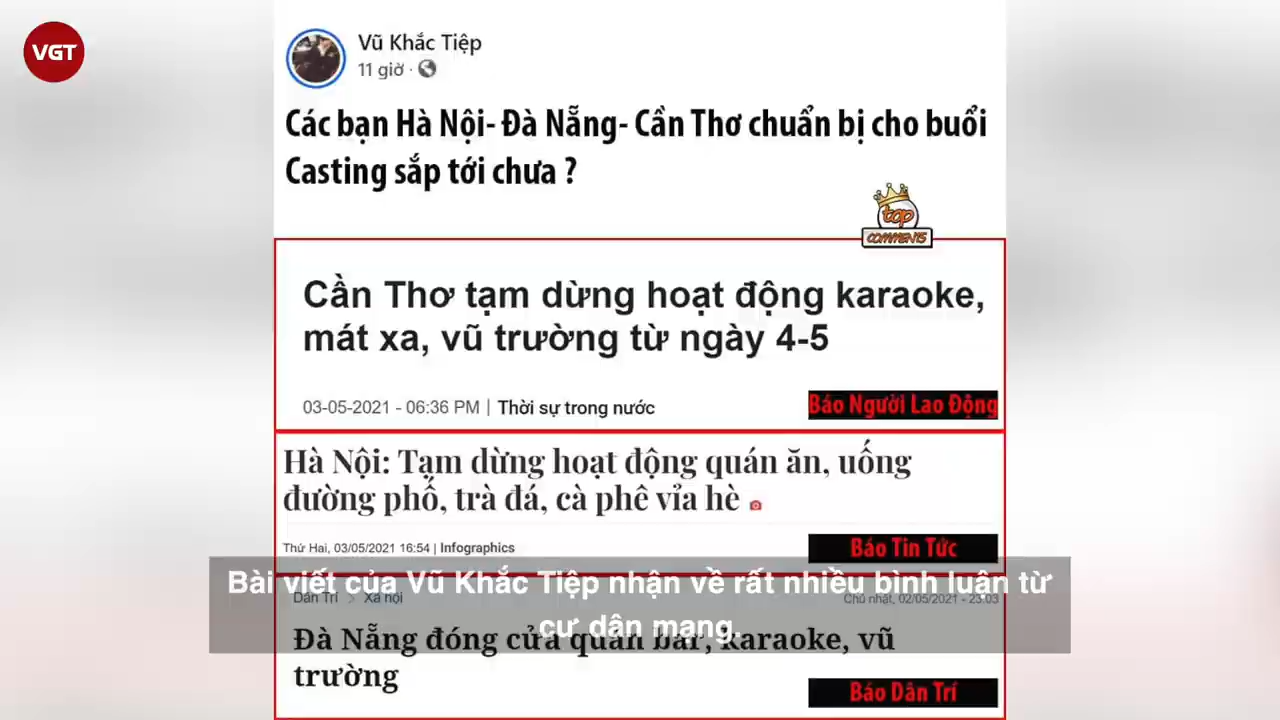 VGT
Vũ Khắc Tiệp
11 giờ ·
Các bạn Hà Nội- Đà Nẵng- Cần Thơ chuẩn bị cho buổi
Casting sắp tới chưa ?
top
COMMENTS
Cần Thơ tạm dừng hoạt động karaoke,
mát xa, vũ trường từ ngày 4-5
03-05-2021 - 06:36 PM | Thời sự trong nước
Báo Người Lao Động
Hà Nội: Tạm dừng hoạt động quán ăn, uống
đường phố, trà đá, cà phê vỉa hè
Thứ Hai, 03/05/2021 16:54 | Infographics
Báo Tin Tức
Bài viết của Vũ Khắc Tiệp nhận về rất nhiều bình luận từ
cư dân mạng.
Dân Trí > Xã hội
Chủ nhật, 02/05/2021 - 23:03
Đà Nẵng đóng cửa quán bar, karaoke, vũ
trường
Báo Dân Trí